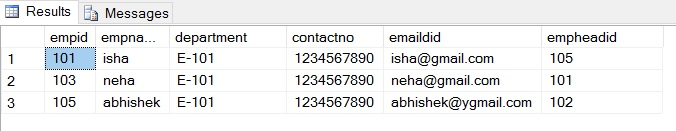 Results Messages
empid empna... department contactno emaildid empheadid
1 101 isha E-101 1234567890 isha@gmail.com 105
2 103 neha E-101 1234567890 neha@gmail.com 101
3 105 abhishek E-101 1234567890 abhishek@ygmail.com 102